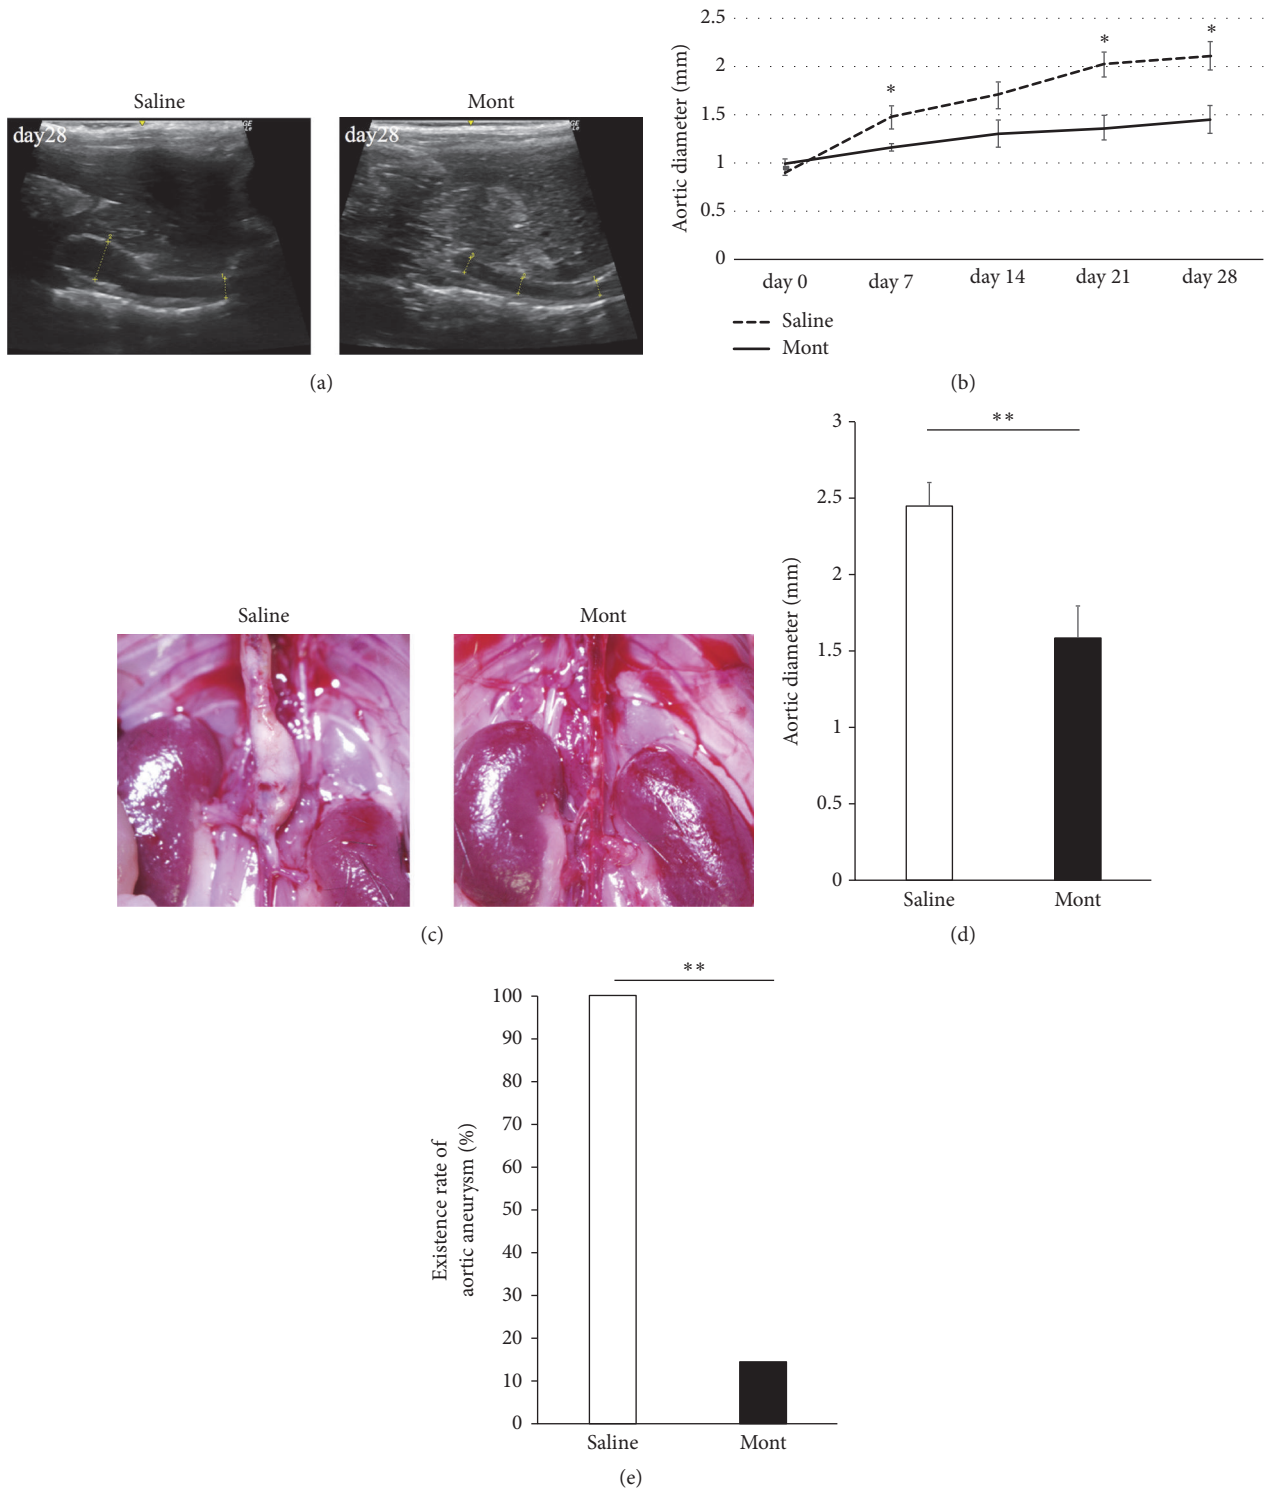 Saline
Mont
day28
GE
day28
GE
(a)
Aortic diameter (mm)
2.5
2
1.5
1
0.5
0
*
*
*
day 0
day 7
day 14
day 21
day 28
Saline
Mont
(b)
Saline
Mont
(c)
Aortic diameter (mm)
3
2.5
2
1.5
1
0.5
0
**
Saline
Mont
(d)
Existence rate of
aortic aneurysm (%)
100
90
80
70
60
50
40
30
20
10
0
**
Saline
Mont
(e)